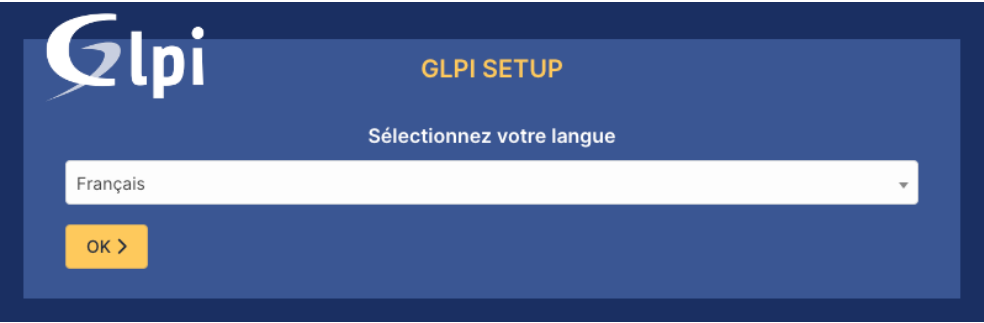 Glpi
GLPI SETUP
Sélectionnez votre langue
Français
OK